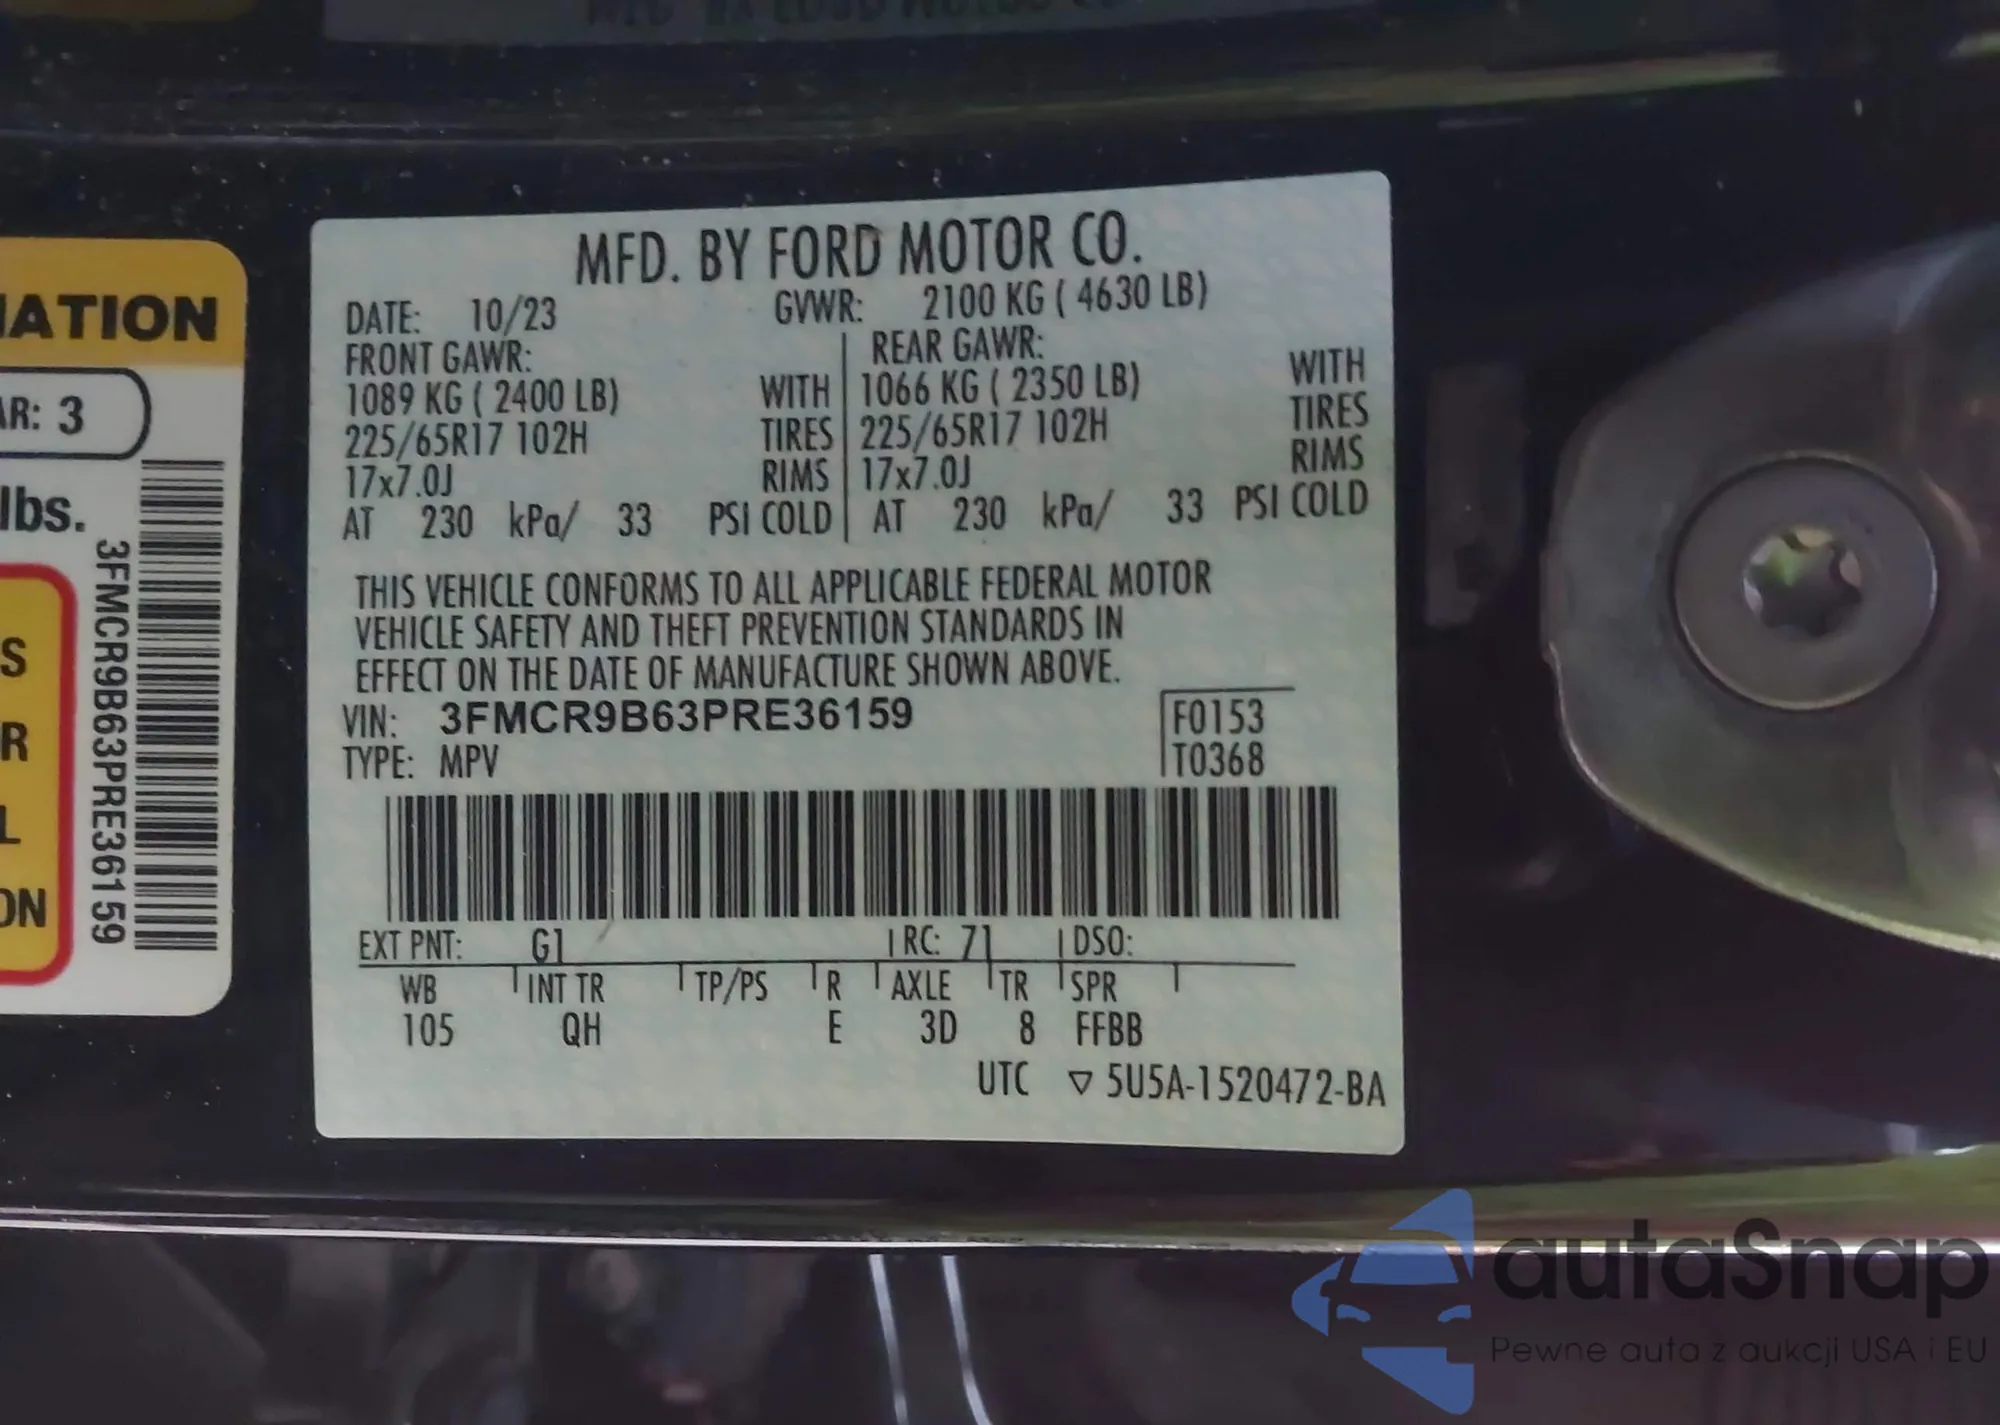 MFD. BY FORD MOTOR CO.
DATE: 10/23 GVWR: 2100 KG ( 4630 LB)
FRONT GAWR: REAR GAWR:
1089 KG ( 2400 LB) WITH 1066 KG ( 2350 LB) WITH
225/65R17 102H TIRES 225/65R17 102H TIRES
17x7.0J RIMS 17x7.0J RIMS
AT 230 kPa/ 33 PSI COLD AT 230 kPa/ 33 PSI COLD
THIS VEHICLE CONFORMS TO ALL APPLICABLE FEDERAL MOTOR
VEHICLE SAFETY AND THEFT PREVENTION STANDARDS IN
EFFECT ON THE DATE OF MANUFACTURE SHOWN ABOVE.
VIN: 3FMCR9B63PRE36159 F0153
TYPE: MPV T0368
EXT PNT: G1 RC: 71 DSO:
WB INT TR TP/PS R AXLE TR SPR
105 QH E 3D 8 FFBB
UTC ▽ 5U5A-1520472-BA
AR: 3
lbs.
3FMCR9B63PRE36159
autaSnap
Pewne auta z aukcji USA i EU